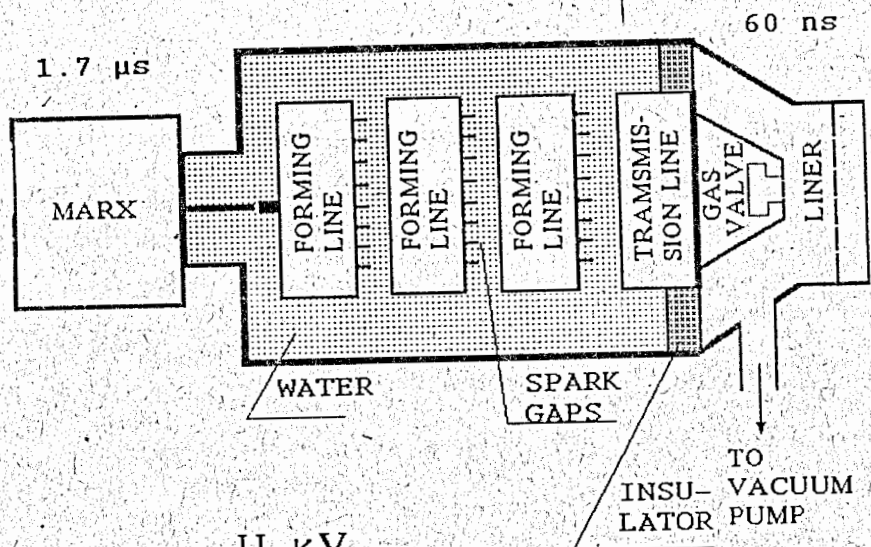 60 ns
1.7 µs
MARX
FORMING
LINE
FORMING
LINE
FORMING
LINE
TRAMSMIS-
SION LINE
GAS
VALVE
LINER
WATER
SPARK
GAPS
INSU-
LATOR
TO
VACUUM
PUMP
U, кV